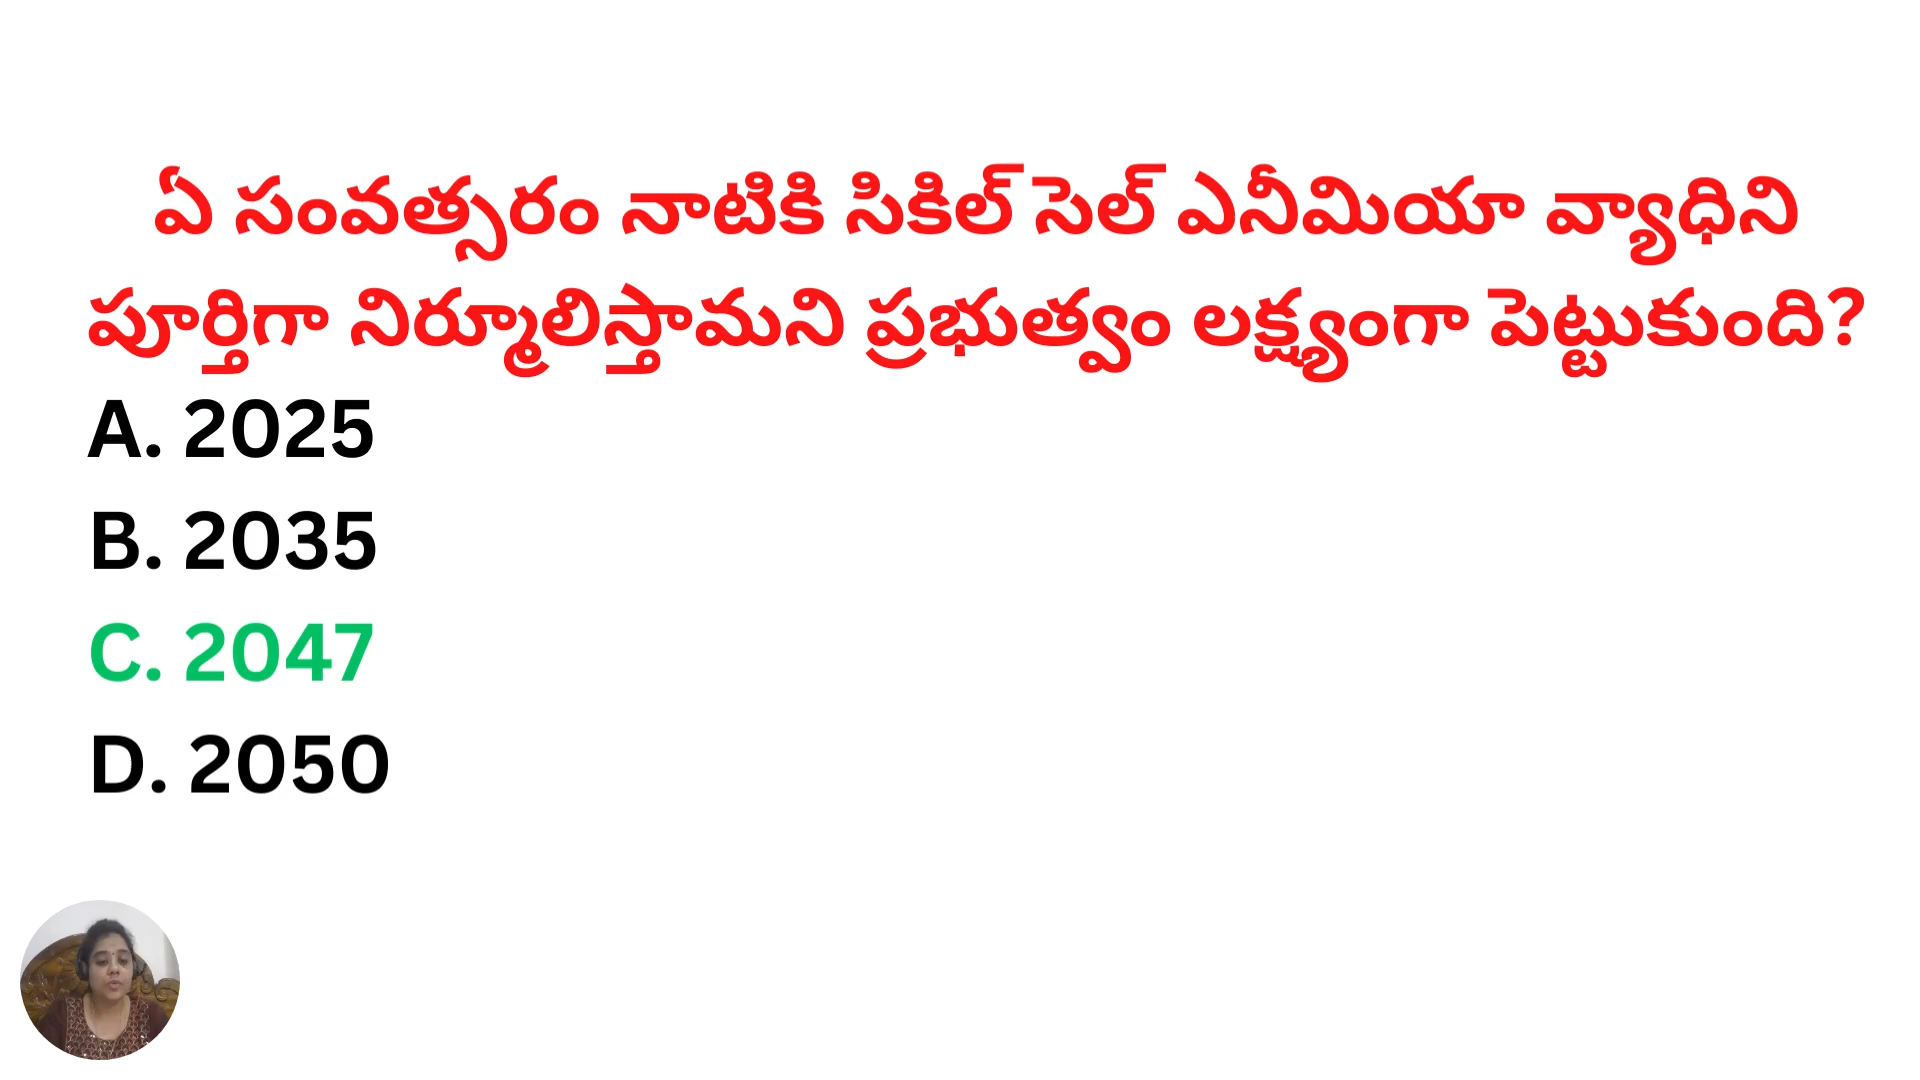 ఏ సంవత్సరం నాటికి సికిల్ సెల్ ఎనీమియా వ్యాధిని
పూర్తిగా నిర్మూలిస్తామని ప్రభుత్వం లక్ష్యంగా పెట్టుకుంది?
A. 2025
B. 2035
C. 2047
D. 2050